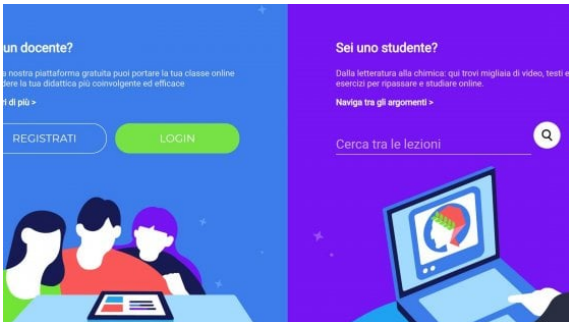 un docente?
nostra piattaforma gratuita puoi portare la tua classe online
dere la tua didattica più coinvolgente ed efficace
di più >
REGISTRATI
LOGIN
Sei uno studente?
Dalla letteratura alla chimica: qui trovi migliaia di video, testi e
esercizi per ripassare e studiare online.
Naviga tra gli argomenti >
Cerca tra le lezioni